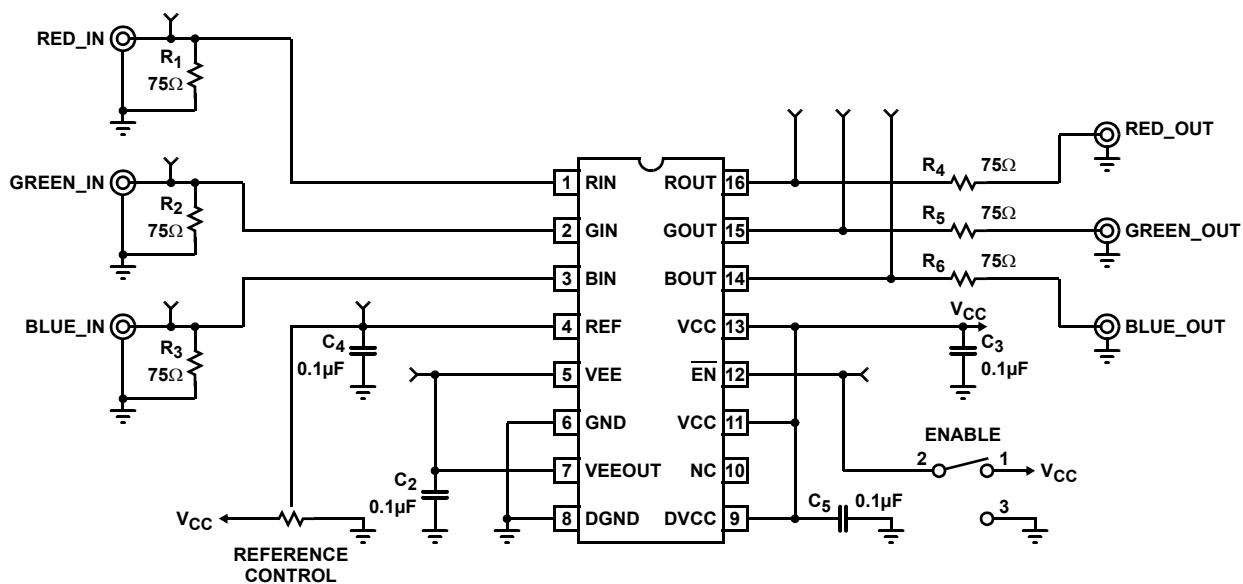 RED_IN
R1
75Ω
GREEN_IN
R2
75Ω
BLUE_IN
R3
75Ω
C4
0.1µF
C2
0.1µF
VCC
REFERENCE
CONTROL
1 RIN
2 GIN
3 BIN
4 REF
5 VEE
6 GND
7 VEEOUT
8 DGND
ROUT 16
GOUT 15
BOUT 14
VCC 13
EN 12
VCC 11
NC 10
DVCC 9
R4 75Ω
RED_OUT
R5 75Ω
GREEN_OUT
R6 75Ω
BLUE_OUT
VCC
C3
0.1µF
ENABLE
2 1
VCC
3
C5 0.1µF